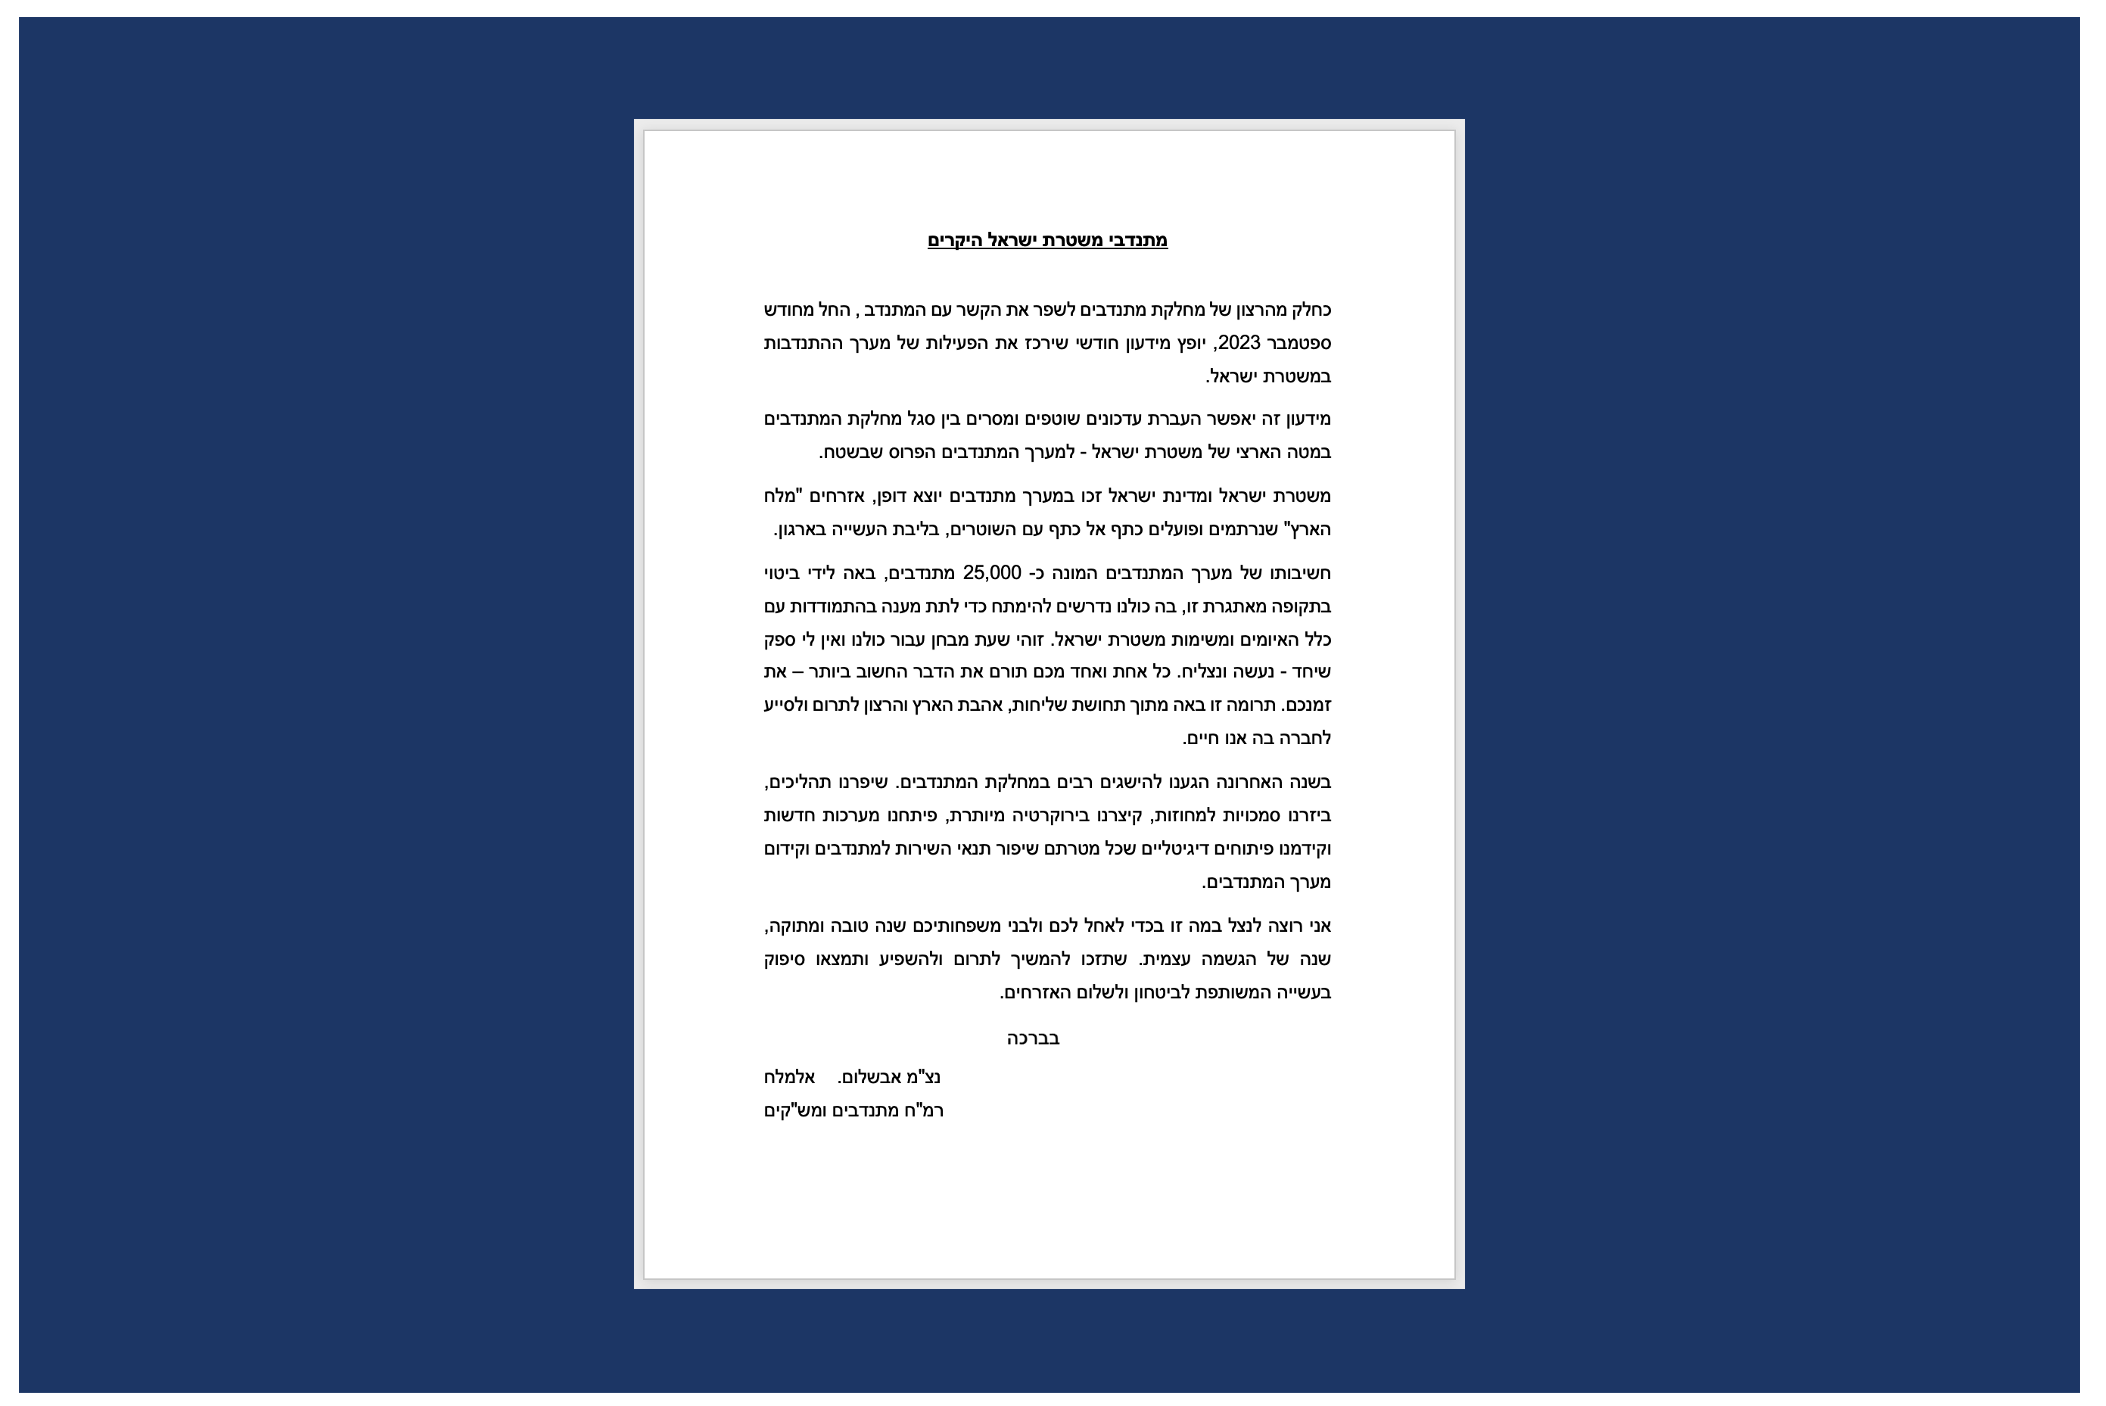 מתנדבי משטרת ישראל היקרים
כחלק מהרצון של מחלקת מתנדבים לשפר את הקשר עם המתנדב , החל מחודש
ספטמבר 2023, יופץ מידעון חודשי שירכז את הפעילות של מערך ההתנדבות
במשטרת ישראל.
מידעון זה יאפשר העברת עדכונים שוטפים ומסרים בין סגל מחלקת המתנדבים
במטה הארצי של משטרת ישראל - למערך המתנדבים הפרוס שבשטח.
משטרת ישראל ומדינת ישראל זכו במערך מתנדבים יוצא דופן, אזרחים "מלח
הארץ" שנרתמים ופועלים כתף אל כתף עם השוטרים, בליבת העשייה בארגון.
חשיבותו של מערך המתנדבים המונה כ- 25,000 מתנדבים, באה לידי ביטוי
בתקופה מאתגרת זו, בה כולנו נדרשים להימתח כדי לתת מענה בהתמודדות עם
כלל האיומים ומשימות משטרת ישראל. זוהי שעת מבחן עבור כולנו ואין לי ספק
שיחד - נעשה ונצליח. כל אחת ואחד מכם תורם את הדבר החשוב ביותר – את
זמנכם. תרומה זו באה מתוך תחושת שליחות, אהבת הארץ והרצון לתרום ולסייע
לחברה בה אנו חיים.
בשנה האחרונה הגענו להישגים רבים במחלקת המתנדבים. שיפרנו תהליכים,
ביזרנו סמכויות למחוזות, קיצרנו בירוקרטיה מיותרת, פיתחנו מערכות חדשות
וקידמנו פיתוחים דיגיטליים שכל מטרתם שיפור תנאי השירות למתנדבים וקידום
מערך המתנדבים.
אני רוצה לנצל במה זו בכדי לאחל לכם ולבני משפחותיכם שנה טובה ומתוקה,
שנה של הגשמה עצמית. שתזכו להמשיך לתרום ולהשפיע ותמצאו סיפוק
בעשייה המשותפת לביטחון ולשלום האזרחים.
בברכה
נצ"מ אבשלום. אלמלח
רמ"ח מתנדבים ומש"קים